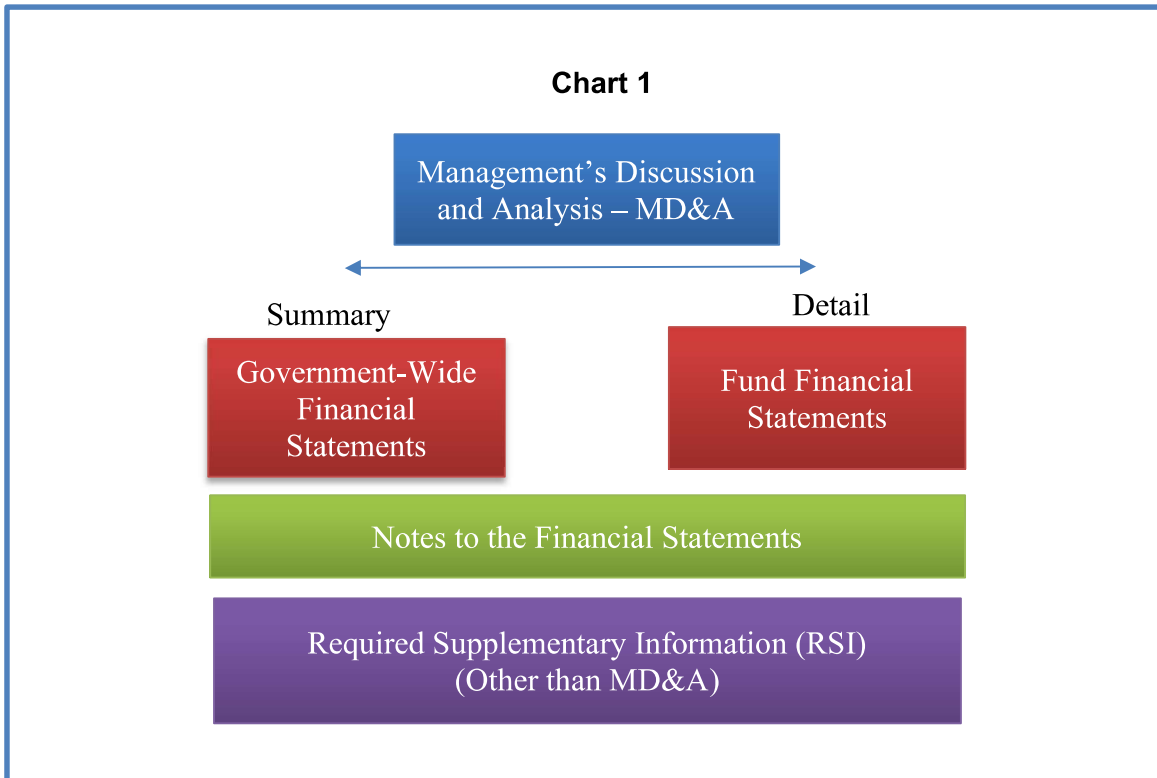 Chart 1
Management’s Discussion
and Analysis – MD&A
Summary
Detail
Government-Wide
Financial
Statements
Fund Financial
Statements
Notes to the Financial Statements
Required Supplementary Information (RSI)
(Other than MD&A)